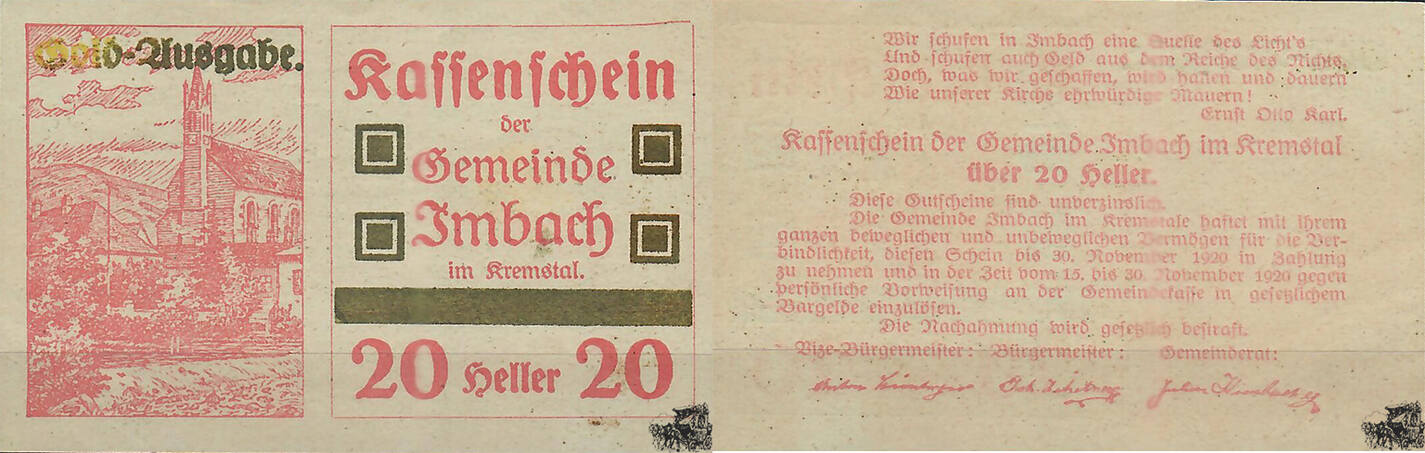 Gold-Ausgabe.
Kassenschein
der
Gemeinde
Imbach
im Kremstal.
20 Heller 20
Wir schufen in Imbach eine Quelle des Licht's
Und schufen auch Geld aus dem Reiche des Nichts.
Doch, was wir geschaffen, wird halten und dauern
Wie unserer Kirche ehrwürdige Mauern!
Ernst Otto Karl.
Kassenschein der Gemeinde Imbach im Kremstal
über 20 Heller.
Diese Gutscheine sind unverzinslich.
Die Gemeinde Imbach im Kremstale haftet mit ihrem
ganzen beweglichen und unbeweglichen Vermögen für die Ver-
bindlichkeit, diesen Schein bis 30. November 1920 in Zahlung
zu nehmen und in der Zeit vom 15. bis 30. November 1920 gegen
persönliche Vorweisung an der Gemeindekasse in gesetzlichem
Bargelde einzulösen.
Die Nachahmung wird gesetzlich bestraft.
Vize-Bürgermeister: Bürgermeister: Gemeinderat: